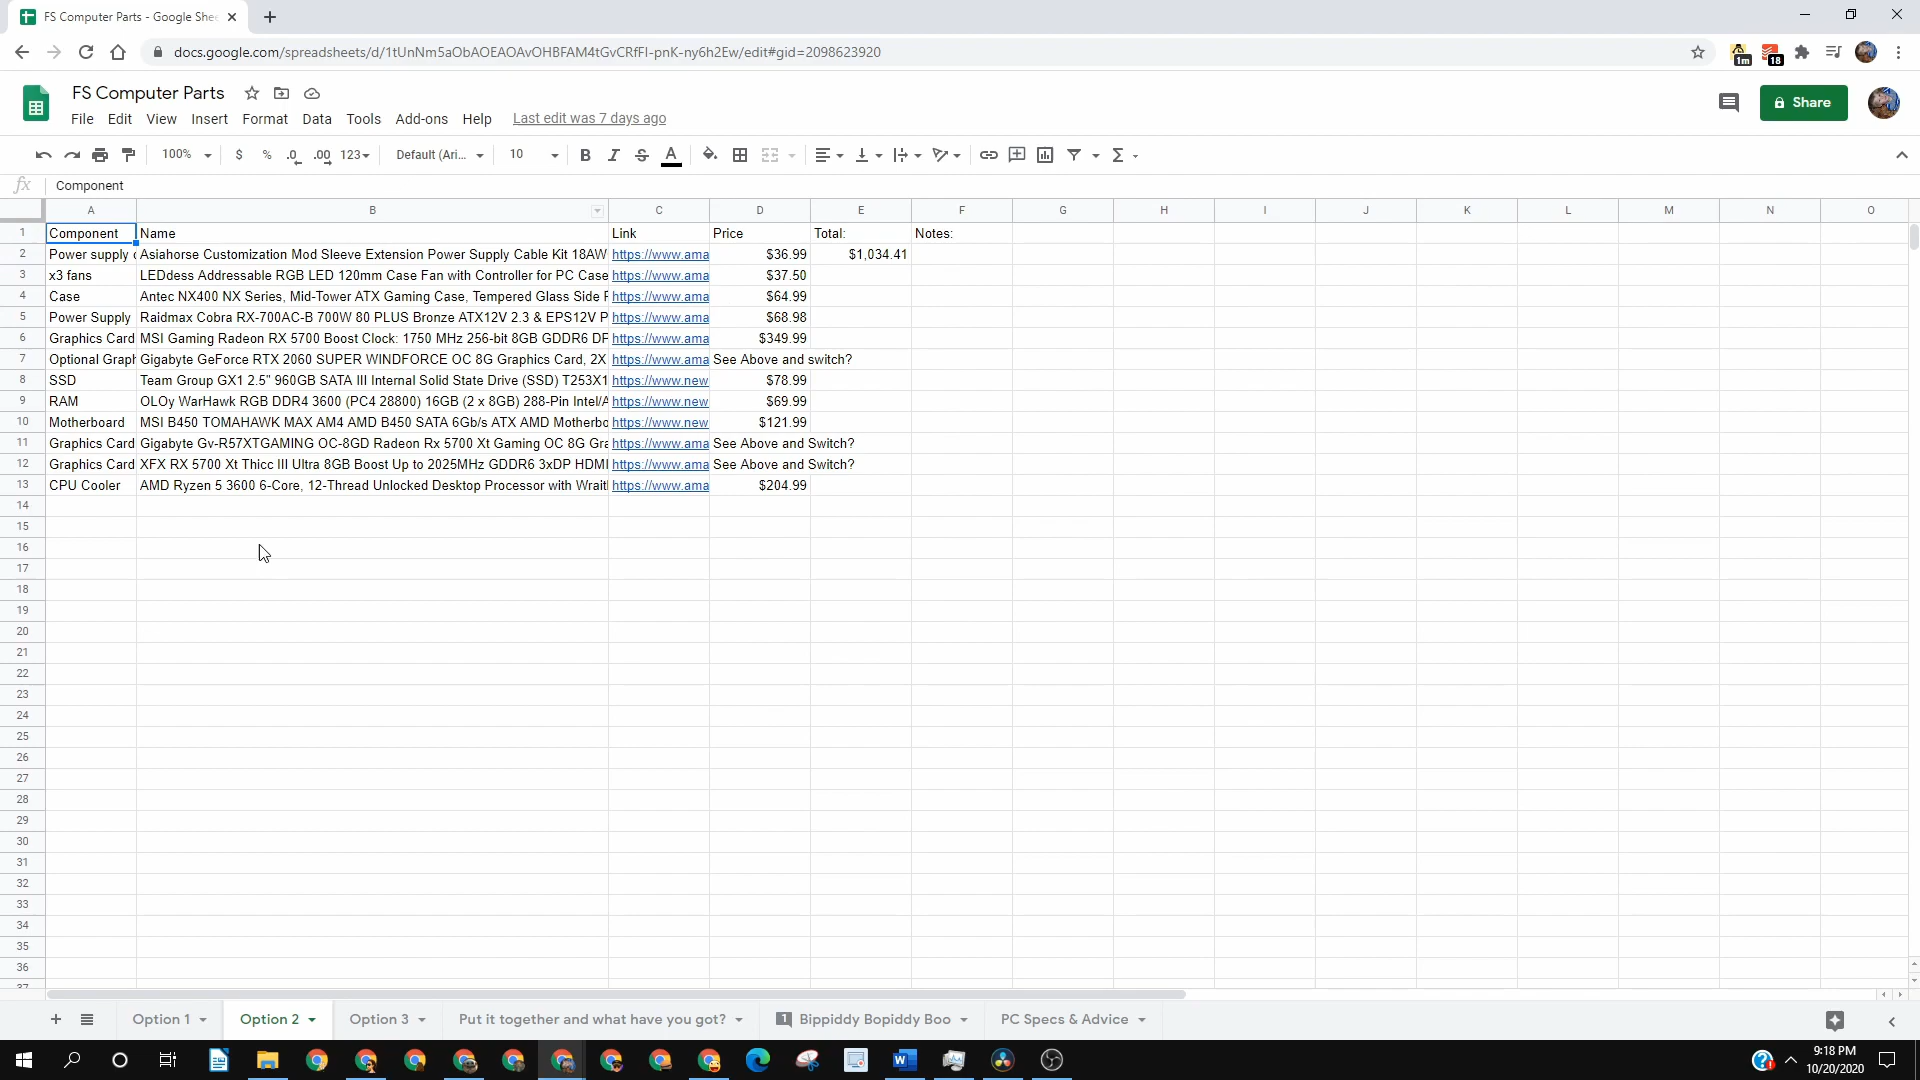 FS Computer Parts - Google She
docs.google.com/spreadsheets/d/1tUnNm5aObAOEAOAvOHBFAM4tGvCRfFI-pnK-ny6h2Ew/edit#gid=2098623920
1m
18
FS Computer Parts
Share
File Edit View Insert Format Data Tools Add-ons Help Last edit was 7 days ago
100% $ % .0 .00 123 Default (Ari... 10 B I S A Σ
fx Component
A B C D E F G H I J K L M N O
1 Component Name Link Price Total: Notes:
2 Power supply Asiahorse Customization Mod Sleeve Extension Power Supply Cable Kit 18AW https://www.ama $36.99 $1,034.41
3 x3 fans LEDdess Addressable RGB LED 120mm Case Fan with Controller for PC Case https://www.ama $37.50
4 Case Antec NX400 NX Series, Mid-Tower ATX Gaming Case, Tempered Glass Side https://www.ama $64.99
5 Power Supply Raidmax Cobra RX-700AC-B 700W 80 PLUS Bronze ATX12V 2.3 & EPS12V P https://www.ama $68.98
6 Graphics Card MSI Gaming Radeon RX 5700 Boost Clock: 1750 MHz 256-bit 8GB GDDR6 DF https://www.ama $349.99
7 Optional Graph Gigabyte GeForce RTX 2060 SUPER WINDFORCE OC 8G Graphics Card, 2X https://www.ama See Above and switch?
8 SSD Team Group GX1 2.5" 960GB SATA III Internal Solid State Drive (SSD) T253X1 https://www.new $78.99
9 RAM OLOy WarHawk RGB DDR4 3600 (PC4 28800) 16GB (2 x 8GB) 288-Pin Intel/A https://www.new $69.99
10 Motherboard MSI B450 TOMAHAWK MAX AM4 AMD B450 SATA 6Gb/s ATX AMD Motherbo https://www.new $121.99
11 Graphics Card Gigabyte Gv-R57XTGAMING OC-8GD Radeon Rx 5700 Xt Gaming OC 8G Gra https://www.ama See Above and Switch?
12 Graphics Card XFX RX 5700 Xt Thicc III Ultra 8GB Boost Up to 2025MHz GDDR6 3xDP HDMI https://www.ama See Above and Switch?
13 CPU Cooler AMD Ryzen 5 3600 6-Core, 12-Thread Unlocked Desktop Processor with Wrait https://www.ama $204.99
14
15
16
17
18
19
20
21
22
23
24
25
26
27
28
29
30
31
32
33
34
35
36
37
Option 1 Option 2 Option 3 Put it together and what have you got? 1 Bippiddy Bopiddy Boo PC Specs & Advice
9:18 PM
10/20/2020